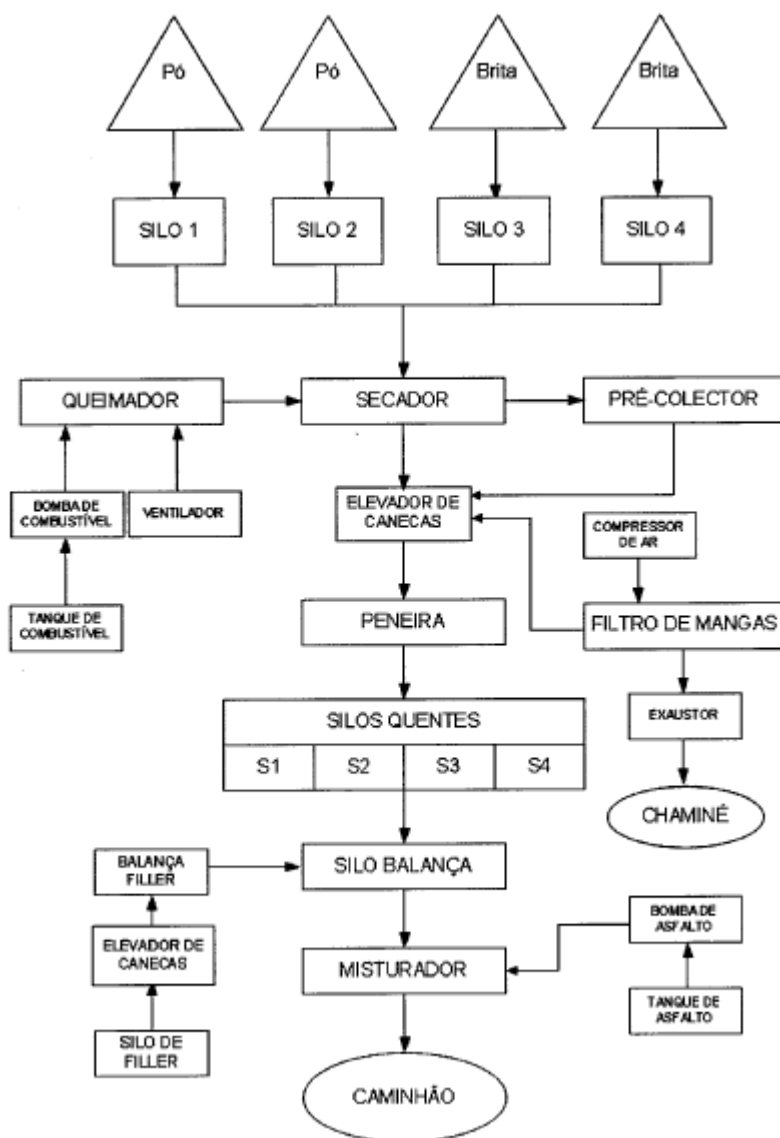 Pó
Pó
Brita
Brita
SILO 1
SILO 2
SILO 3
SILO 4
QUEIMADOR
SECADOR
PRÉ-COLECTOR
BOMBA DE
COMBUSTÍVEL
VENTILADOR
ELEVADOR DE
CANECAS
COMPRESSOR
DE AR
TANQUE DE
COMBUSTÍVEL
PENEIRA
FILTRO DE MANGAS
SILOS QUENTES
EXAUSTOR
S1
S2
S3
S4
CHAMINÉ
BALANÇA
FILLER
SILO BALANÇA
BOMBA DE
ASFALTO
ELEVADOR DE
CANECAS
MISTURADOR
TANQUE DE
ASFALTO
SILO DE
FILLER
CAMINHÃO